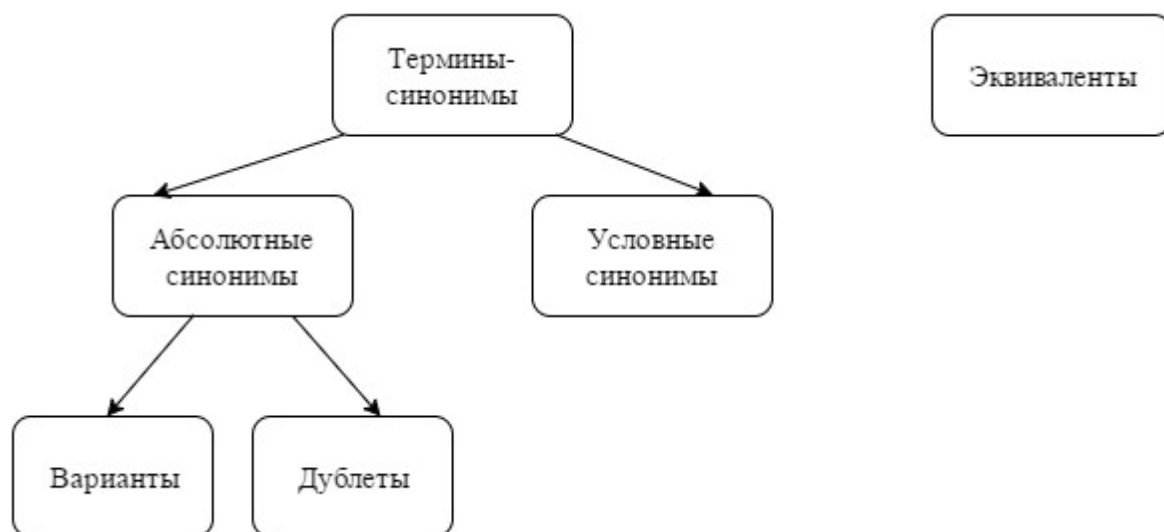 Термины-
синонимы
Эквиваленты
Абсолютные
синонимы
Условные
синонимы
Варианты
Дублеты